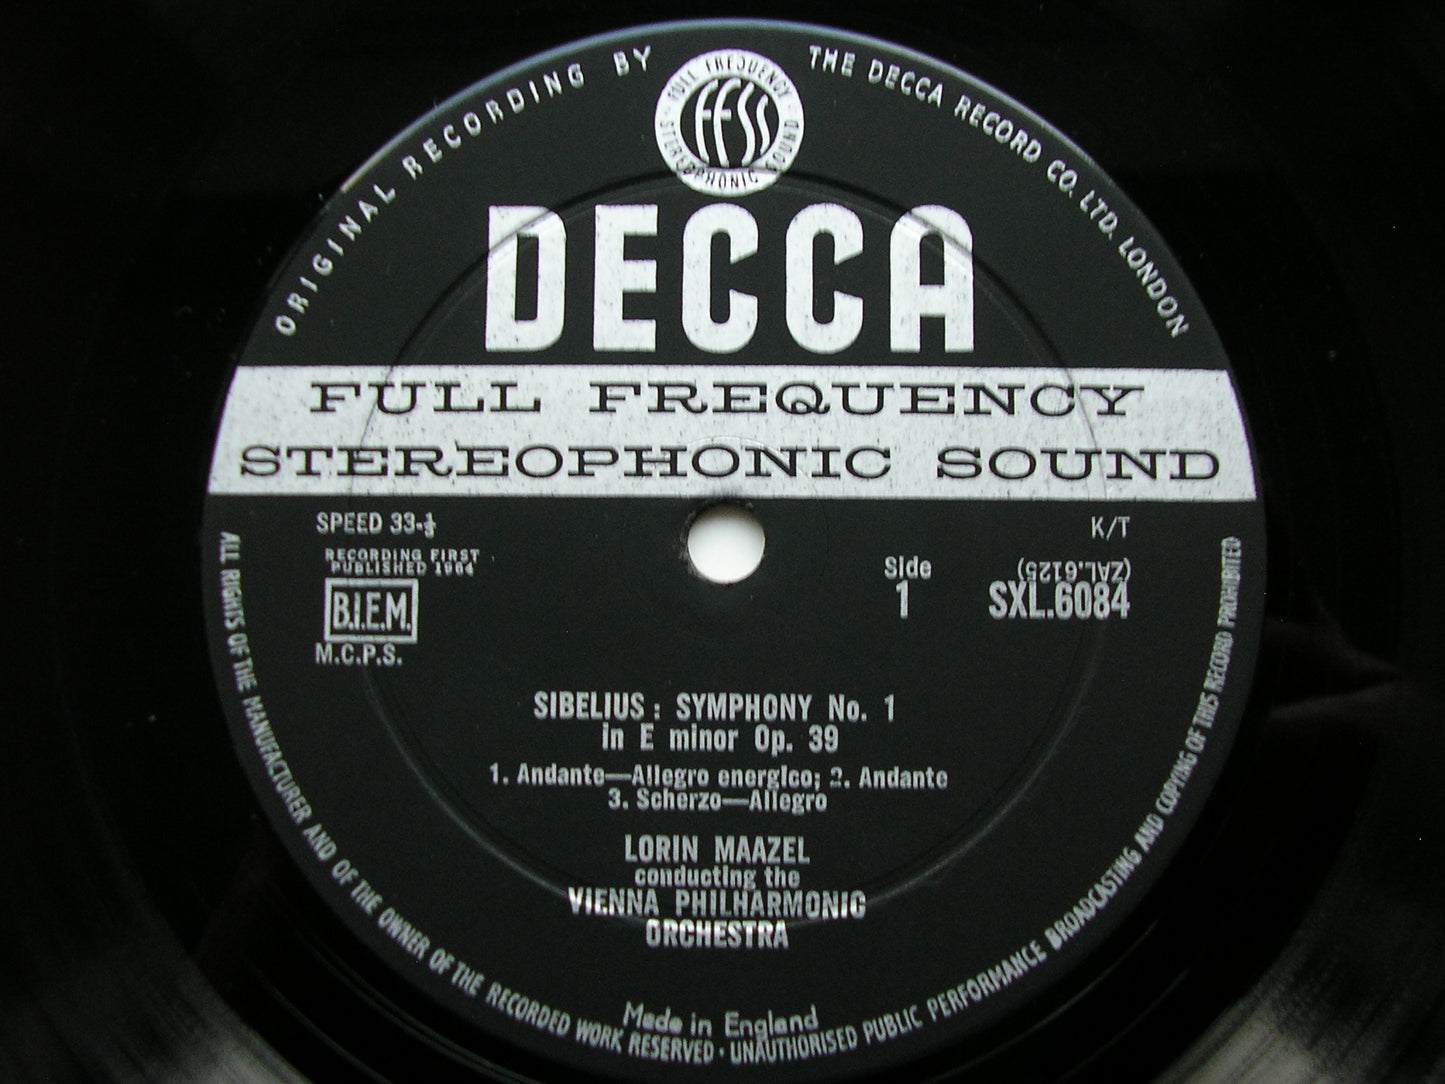 ORIGINAL RECORDING BY
THE DECCA RECORD CO. LTD. LONDON
FULL FREQUENCY
STEREOPHONIC SOUND
FFSS
DECCA
FULL FREQUENCY
STEREOPHONIC SOUND
SPEED 33-⅓
K/T
RECORDING FIRST
PUBLISHED 1964
Side
(ZAL.6125)
B.I.E.M.
1
SXL.6084
M.C.P.S.
SIBELIUS: SYMPHONY No. 1
in E minor Op. 39
1. Andante—Allegro energico; 2. Andante
3. Scherzo—Allegro
LORIN MAAZEL
conducting the
VIENNA PHILHARMONIC
ORCHESTRA
Made in England
ALL RIGHTS OF THE MANUFACTURER AND OF THE OWNER OF THE RECORDED WORK RESERVED · UNAUTHORISED PUBLIC PERFORMANCE BROADCASTING AND COPYING OF THIS RECORD PROHIBITED